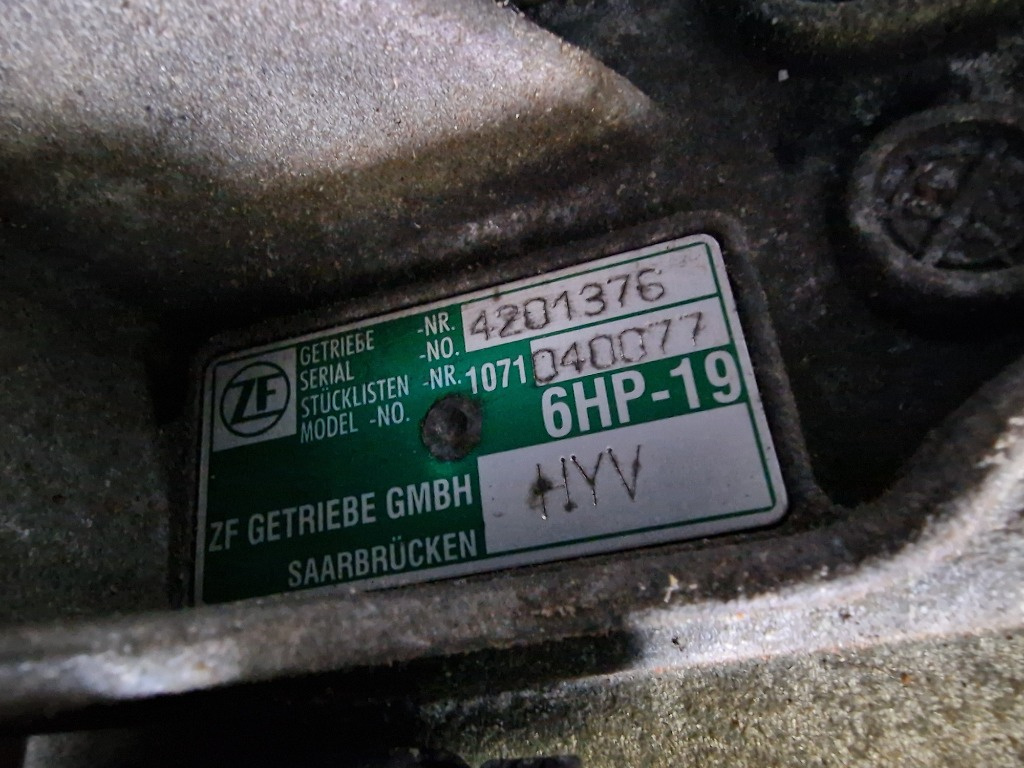 ZF
GETRIEBE -NR. 4201376
SERIAL -NO.
STÜCKLISTEN -NR. 1071 040077
MODEL -NO.
6HP-19
HYV
ZF GETRIEBE GMBH
SAARBRÜCKEN